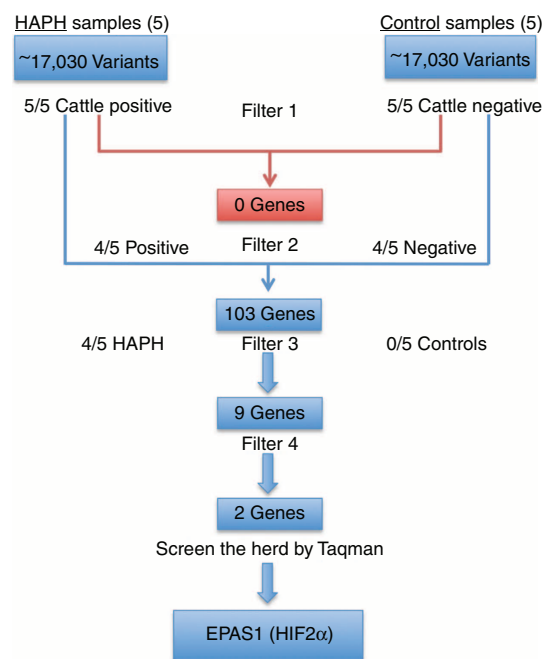 HAPH samples (5) Control samples (5)
~17,030 Variants ~17,030 Variants
5/5 Cattle positive Filter 1 5/5 Cattle negative
0 Genes
4/5 Positive Filter 2 4/5 Negative
103 Genes
4/5 HAPH Filter 3 0/5 Controls
9 Genes
Filter 4
2 Genes
Screen the herd by Taqman
EPAS1 (HIF2α)